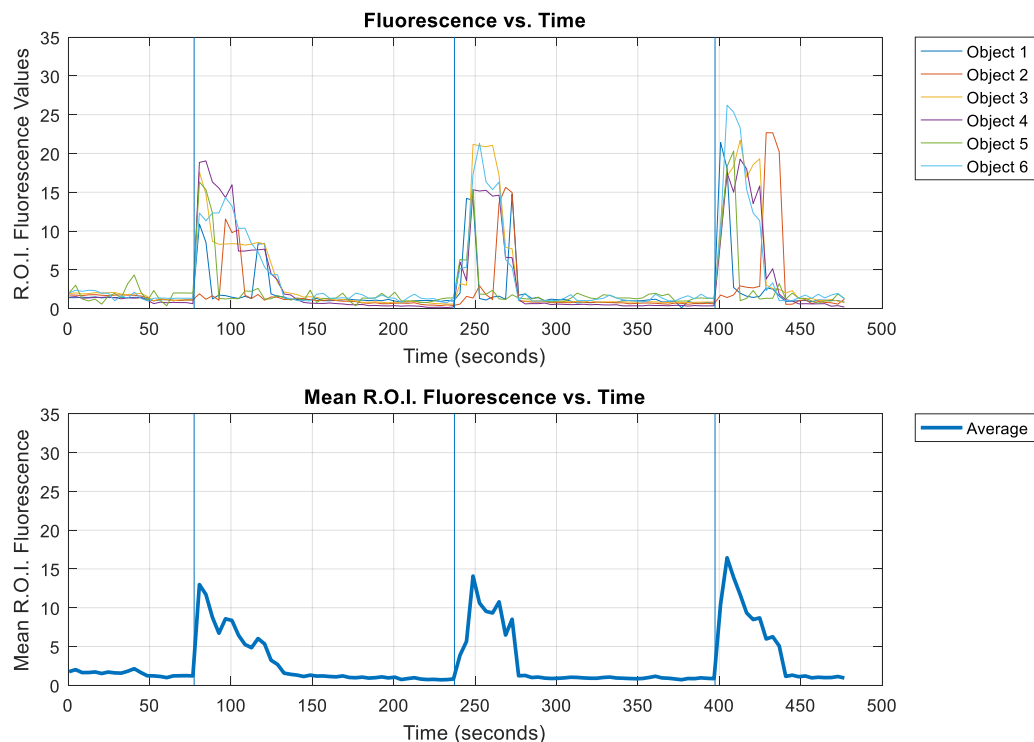 Fluorescence vs. Time
R.O.I. Fluorescence Values
35
30
25
20
15
10
5
0
0 50 100 150 200 250 300 350 400 450 500
Time (seconds)
Object 1
Object 2
Object 3
Object 4
Object 5
Object 6
Mean R.O.I. Fluorescence vs. Time
Mean R.O.I. Fluorescence
35
30
25
20
15
10
5
0
0 50 100 150 200 250 300 350 400 450 500
Time (seconds)
Average